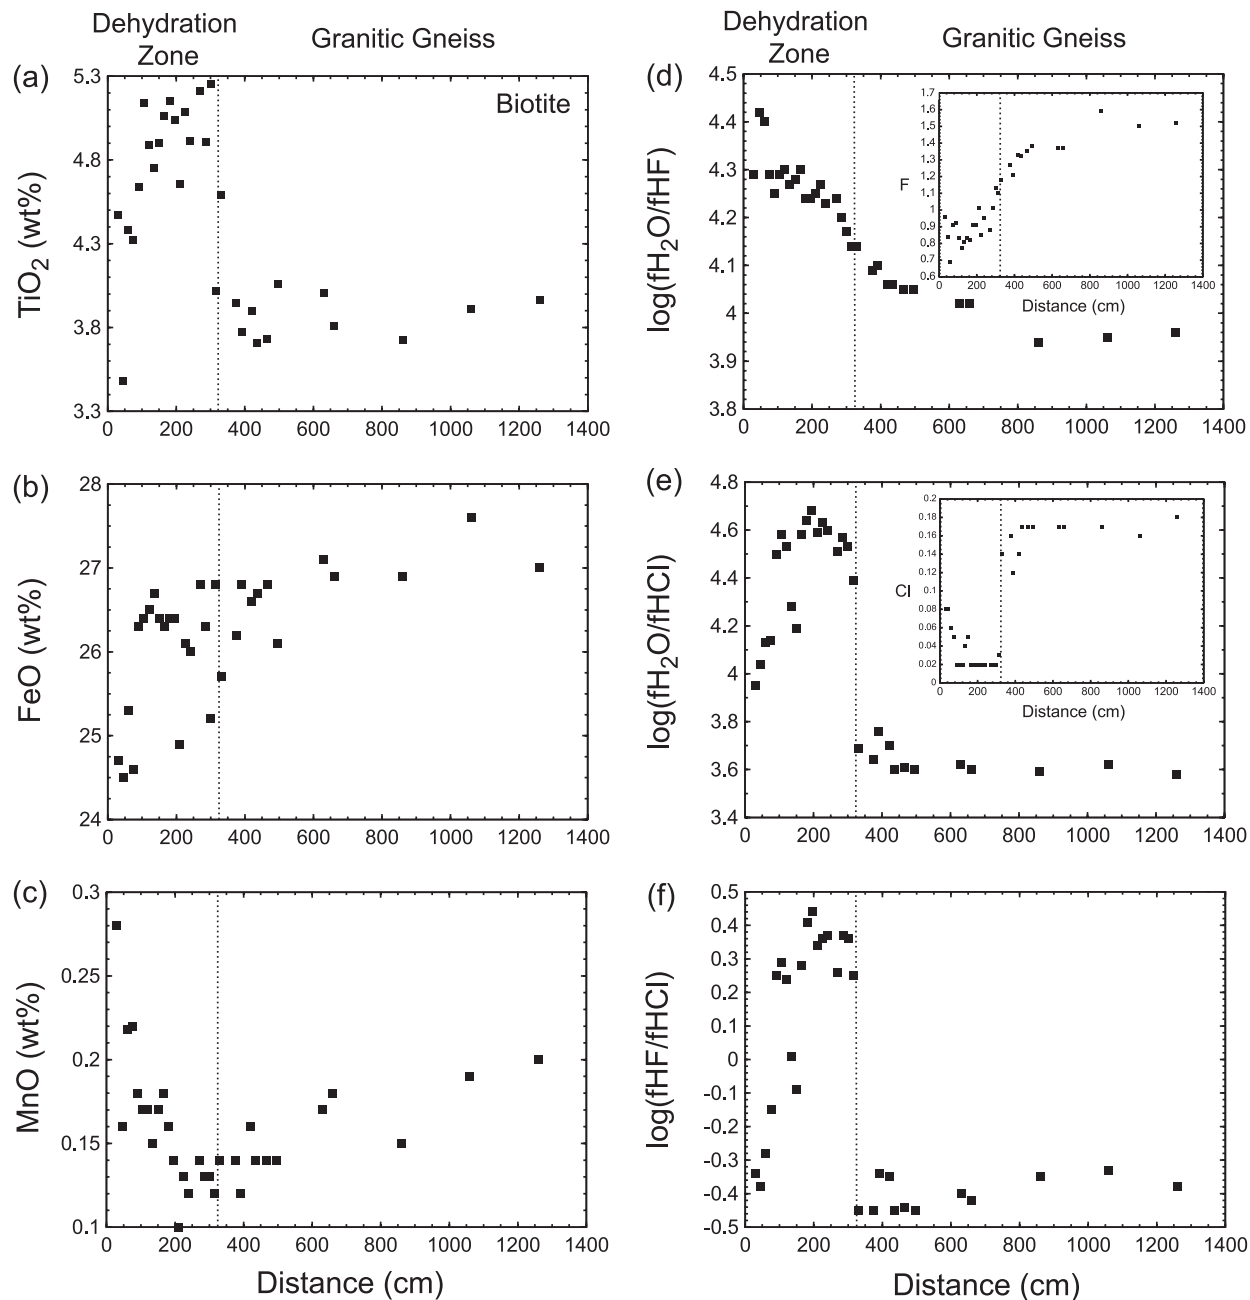 Dehydration
Zone
Granitic Gneiss
(a)
Biotite
5.3
4.8
4.3
3.8
3.3
TiO2 (wt%)
0 200 400 600 800 1000 1200 1400
(b)
28
27
26
25
24
FeO (wt%)
0 200 400 600 800 1000 1200 1400
(c)
0.3
0.25
0.2
0.15
0.1
MnO (wt%)
0 200 400 600 800 1000 1200 1400
Distance (cm)
Dehydration
Zone
Granitic Gneiss
(d)
4.5
4.4
4.3
4.2
4.1
4
3.9
3.8
log(fH2O/fHF)
0 200 400 600 800 1000 1200 1400
1.7
1.6
1.5
1.4
1.3
1.2
1.1
1
0.9
0.8
0.7
0.6
F
0 200 400 600 800 1000 1200 1400
Distance (cm)
(e)
4.8
4.6
4.4
4.2
4
3.8
3.6
3.4
log(fH2O/fHCl)
0 200 400 600 800 1000 1200 1400
0.2
0.18
0.16
0.14
0.12
0.1
0.08
0.06
0.04
0.02
0
Cl
0 200 400 600 800 1000 1200 1400
Distance (cm)
(f)
0.5
0.4
0.3
0.2
0.1
0
-0.1
-0.2
-0.3
-0.4
-0.5
log(fHF/fHCl)
0 200 400 600 800 1000 1200 1400
Distance (cm)